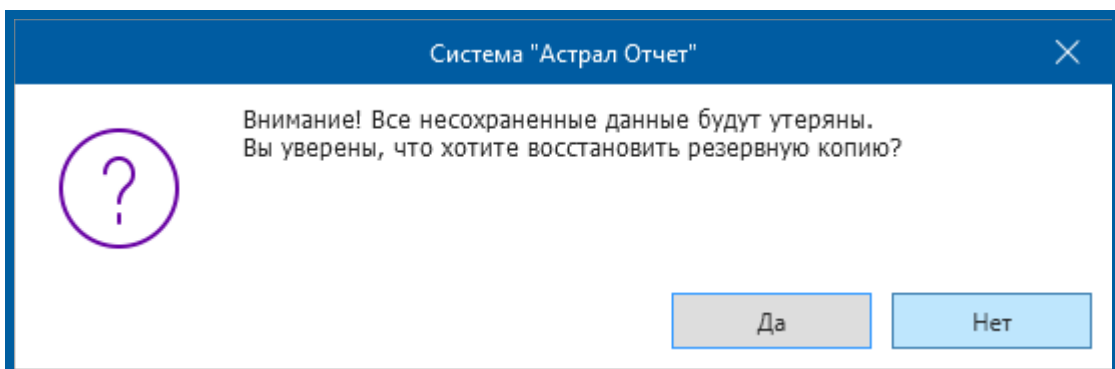 Система "Астрал Отчет"
Внимание! Все несохраненные данные будут утеряны.
Вы уверены, что хотите восстановить резервную копию?
Да
Нет